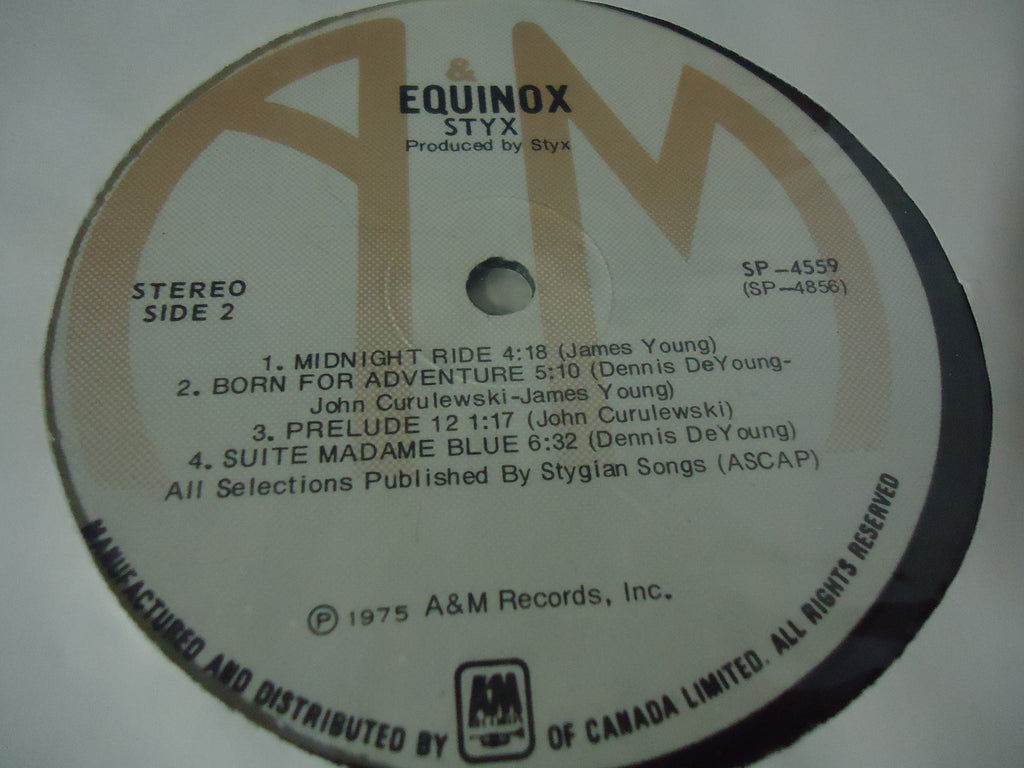 &
EQUINOX
STYX
Produced by Styx
STEREO
SIDE 2
SP-4559
(SP-4856)
1. MIDNIGHT RIDE 4:18 (James Young)
2. BORN FOR ADVENTURE 5:10 (Dennis DeYoung-
John Curulewski-James Young)
3. PRELUDE 12 1:17 (John Curulewski)
4. SUITE MADAME BLUE 6:32 (Dennis DeYoung)
All Selections Published By Stygian Songs (ASCAP)
Ⓟ 1975 A&M Records, Inc.
MANUFACTURED AND DISTRIBUTED BY A&M RECORDS OF CANADA LIMITED. ALL RIGHTS RESERVED